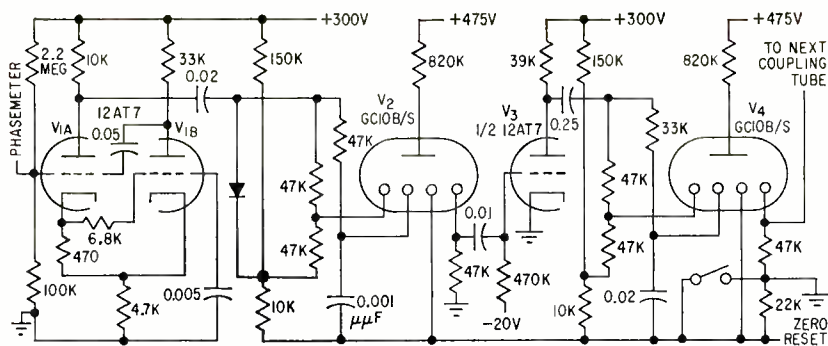 +300V
+475V
+300V
+475V
2.2 MEG
10K
33K
150K
820K
39K
150K
820K
TO NEXT
COUPLING
TUBE
PHASEMETER
0.02
12AT7
0.05
V1A
V1B
V2
GC10B/S
V3
1/2 12AT7
0.25
33K
V4
GC10B/S
47K
47K
47K
47K
47K
6.8K
470
0.01
47K
470K
-20V
47K
100K
4.7K
0.005
10K
0.001
μμF
10K
0.02
22K
ZERO
RESET